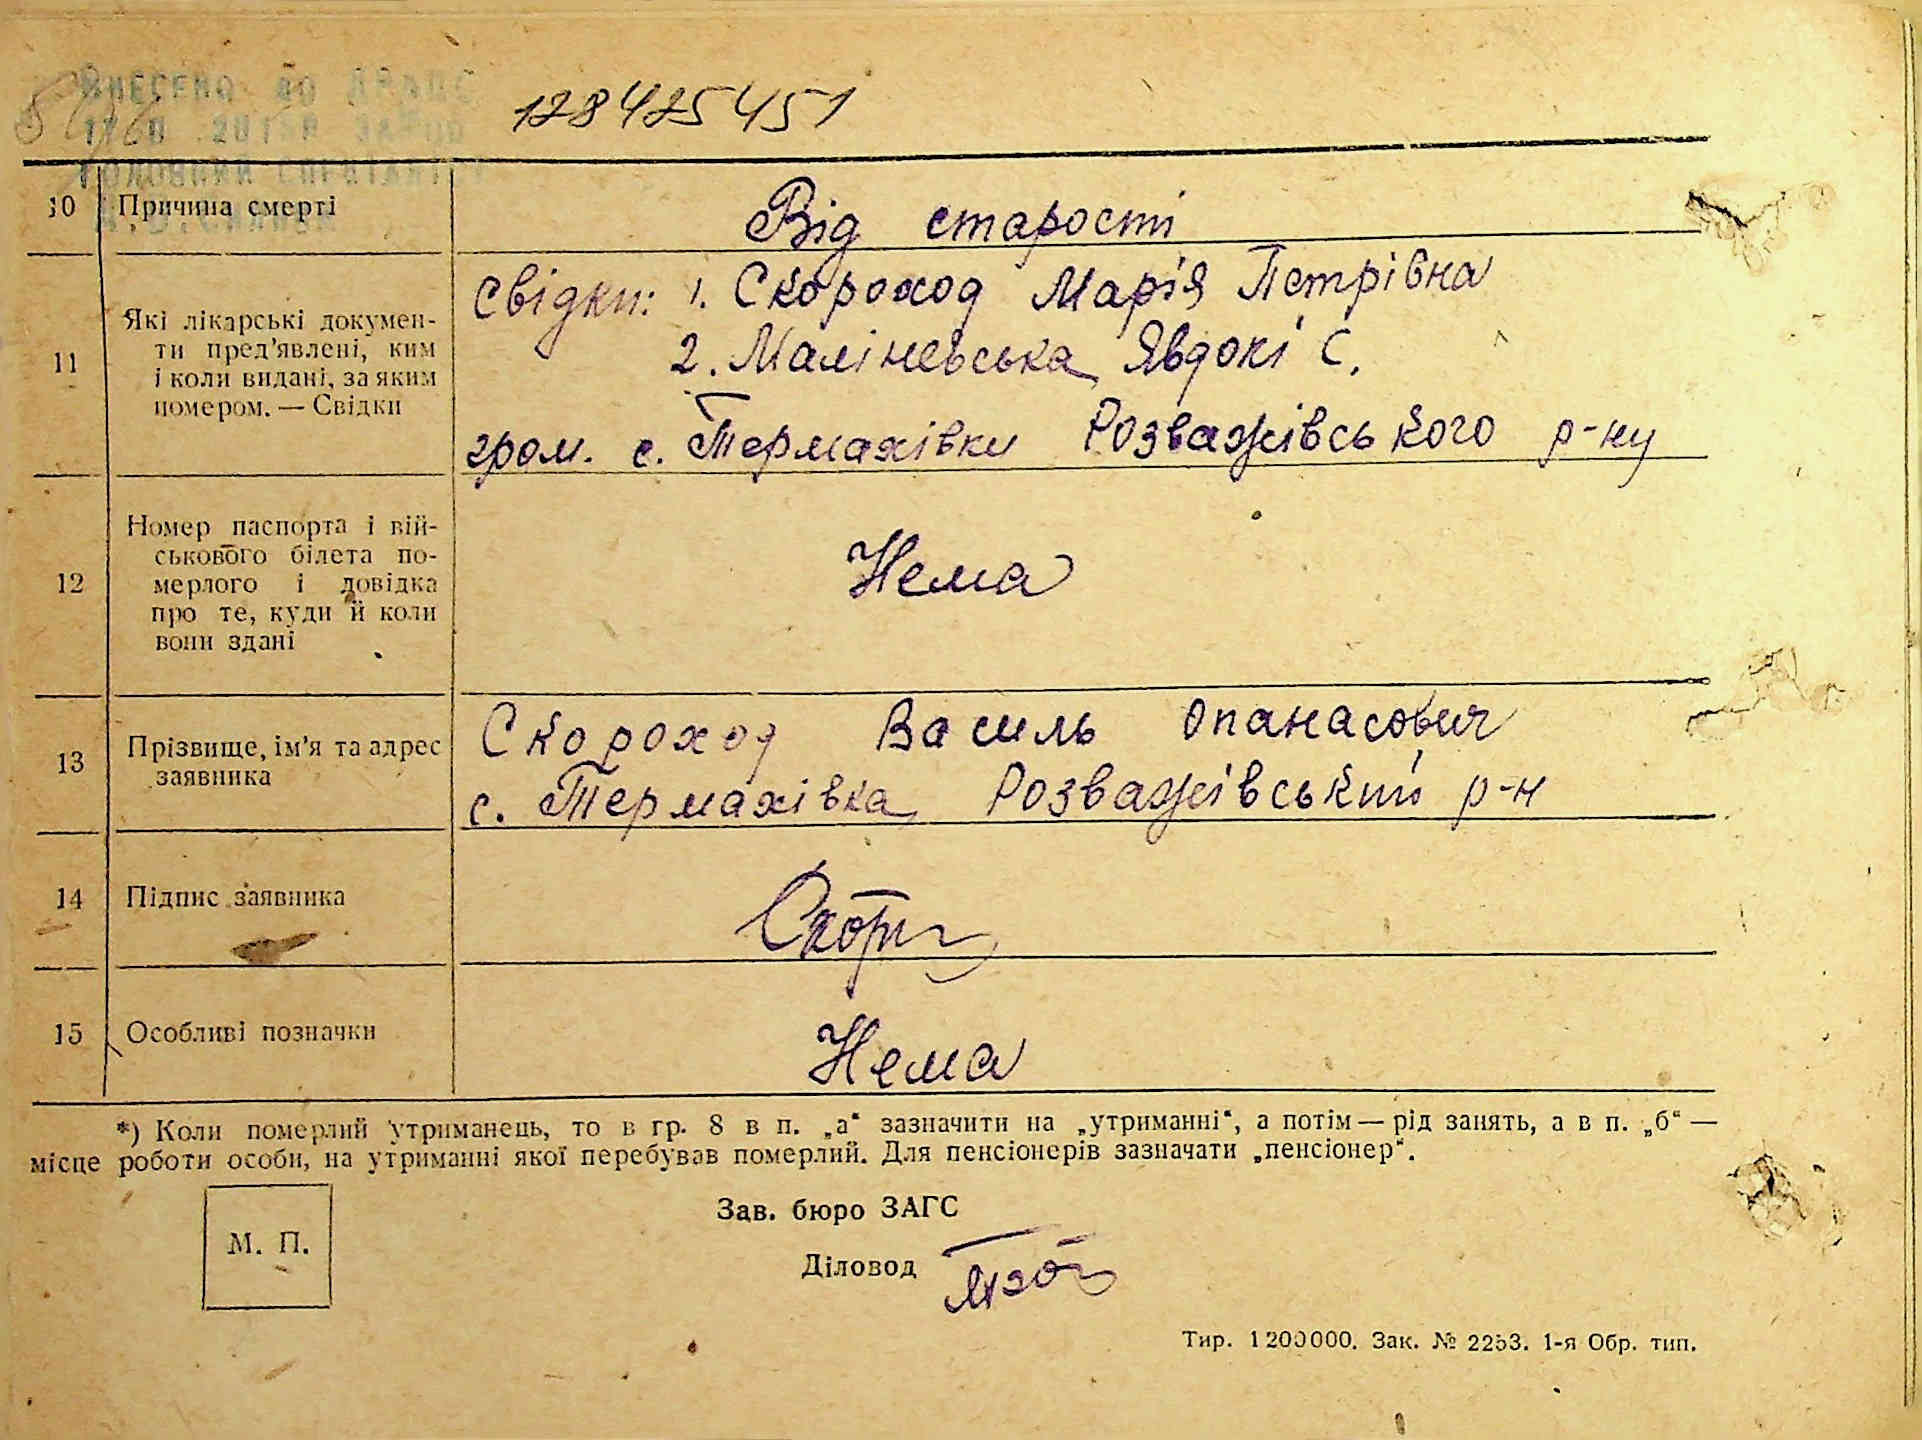 ВНЕСЕНО до ДРАЦС
128425451
10 Причина смерті Від старості
11 Які лікарські докумен-
ти пред'явлені, ким
і коли видані, за яким
номером. — Свідки
Свідки: 1. Скороход Марія Петрівна
2. Маліневська Явдокі С.
гром. с. Термахівки Розважівського р-ну
12 Номер паспорта і вій-
ськового білета по-
мерлого і довідка
про те, куди й коли
вони здані
Нема
13 Прізвище, ім'я та адрес
заявника
Скороход Василь Опанасович
с. Термахівка Розважівський р-н
14 Підпис заявника
15 Особливі позначки Нема
*) Коли померлий утриманець, то в гр. 8 в п. „а“ зазначити на „утриманні“, а потім — рід занять, а в п. „б“ —
місце роботи особи, на утриманні якої перебував померлий. Для пенсіонерів зазначати „пенсіонер“.
М. П.
Зав. бюро ЗАГС
Діловод
Тир. 1200000. Зак. № 2253. 1-я Обр. тип.